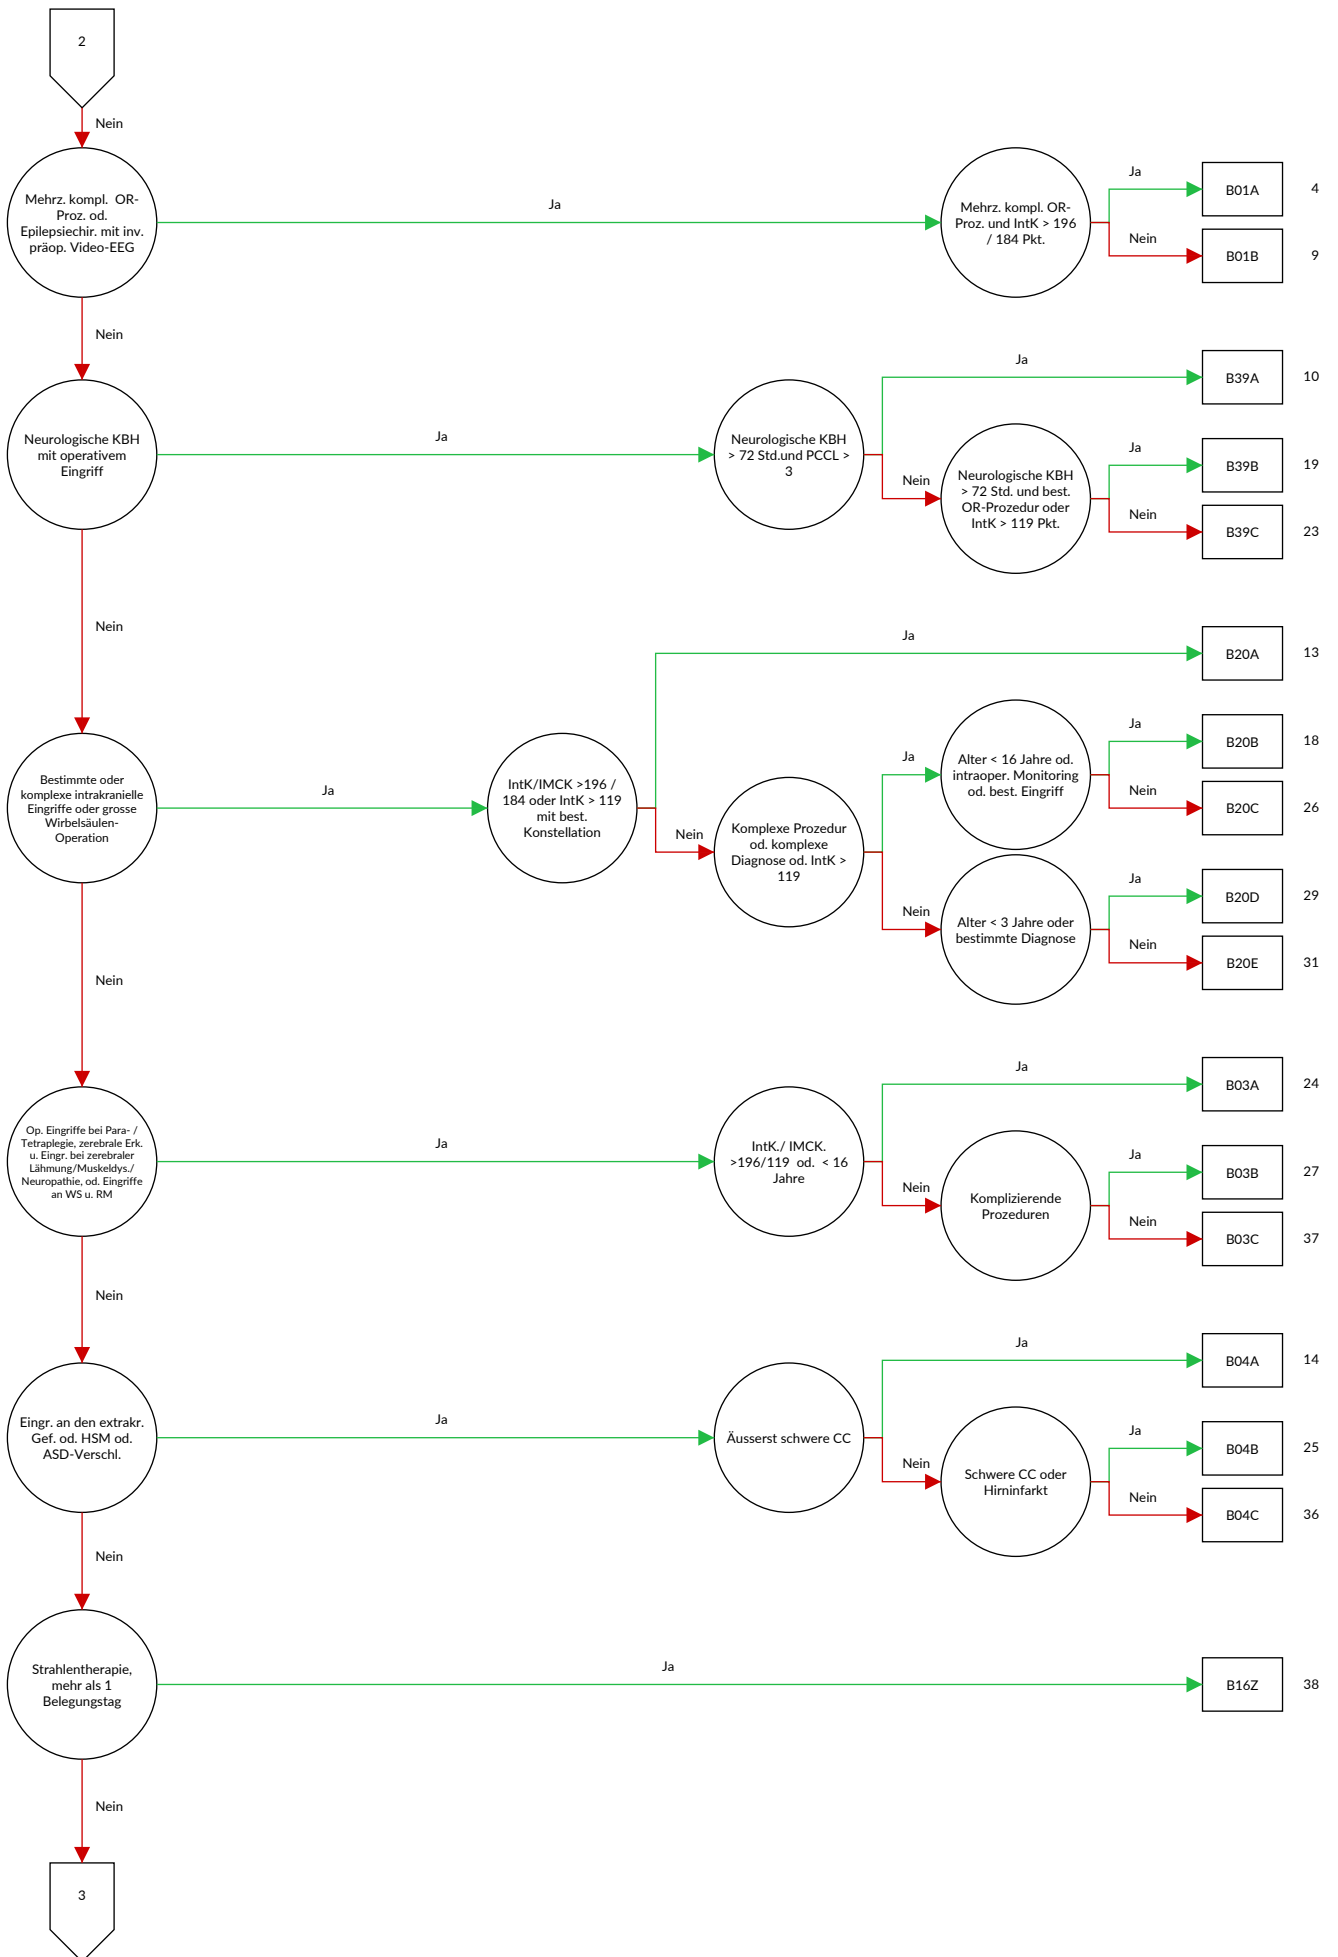 2
Nein
Mehrz. kompl. OR-
Proz. od.
Epilepsiechir. mit inv.
präop. Video-EEG
Ja
Mehrz. kompl. OR-
Proz. und IntK > 196
/ 184 Pkt.
Ja
B01A
4
Nein
B01B
9
Nein
Neurologische KBH
mit operativem
Eingriff
Ja
Neurologische KBH
> 72 Std.und PCCL >
3
Ja
B39A
10
Nein
Neurologische KBH
> 72 Std. und best.
OR-Prozedur oder
IntK > 119 Pkt.
Ja
B39B
19
Nein
B39C
23
Nein
Bestimmte oder
komplexe intrakranielle
Eingriffe oder grosse
Wirbelsäulen-
Operation
Ja
IntK/IMCK >196 /
184 oder IntK > 119
mit best.
Konstellation
Ja
B20A
13
Nein
Komplexe Prozedur
od. komplexe
Diagnose od. IntK >
119
Ja
Alter < 16 Jahre od.
intraoper. Monitoring
od. best. Eingriff
Ja
B20B
18
Nein
B20C
26
Nein
Alter < 3 Jahre oder
bestimmte Diagnose
Ja
B20D
29
Nein
B20E
31
Nein
Op. Eingriffe bei Para- /
Tetraplegie, zerebrale Erk.
u. Eingr. bei zerebraler
Lähmung/Muskeldys./
Neuropathie, od. Eingriffe
an WS u. RM
Ja
IntK./ IMCK.
>196/119 od. < 16
Jahre
Ja
B03A
24
Nein
Komplizierende
Prozeduren
Ja
B03B
27
Nein
B03C
37
Nein
Eingr. an den extrakr.
Gef. od. HSM od.
ASD-Verschl.
Ja
Äusserst schwere CC
Ja
B04A
14
Nein
Schwere CC oder
Hirninfarkt
Ja
B04B
25
Nein
B04C
36
Nein
Strahlentherapie,
mehr als 1
Belegungstag
Ja
B16Z
38
Nein
3